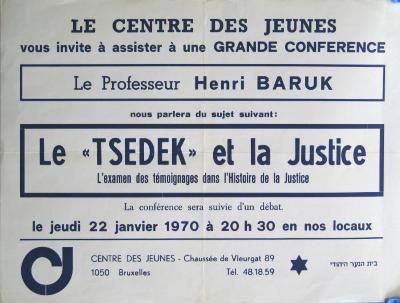 LE CENTRE DES JEUNES
vous invite à assister à une GRANDE CONFERENCE
Le Professeur Henri BARUK
nous parlera du sujet suivant:
Le «TSEDEK» et la Justice
L'examen des témoignages dans l'Histoire de la Justice
La conférence sera suivie d'un débat.
le jeudi 22 janvier 1970 à 20 h 30 en nos locaux
CENTRE DES JEUNES - Chaussée de Vleurgat 89
1050 Bruxelles Tél. 48.18.59
בית הנוער היהודי